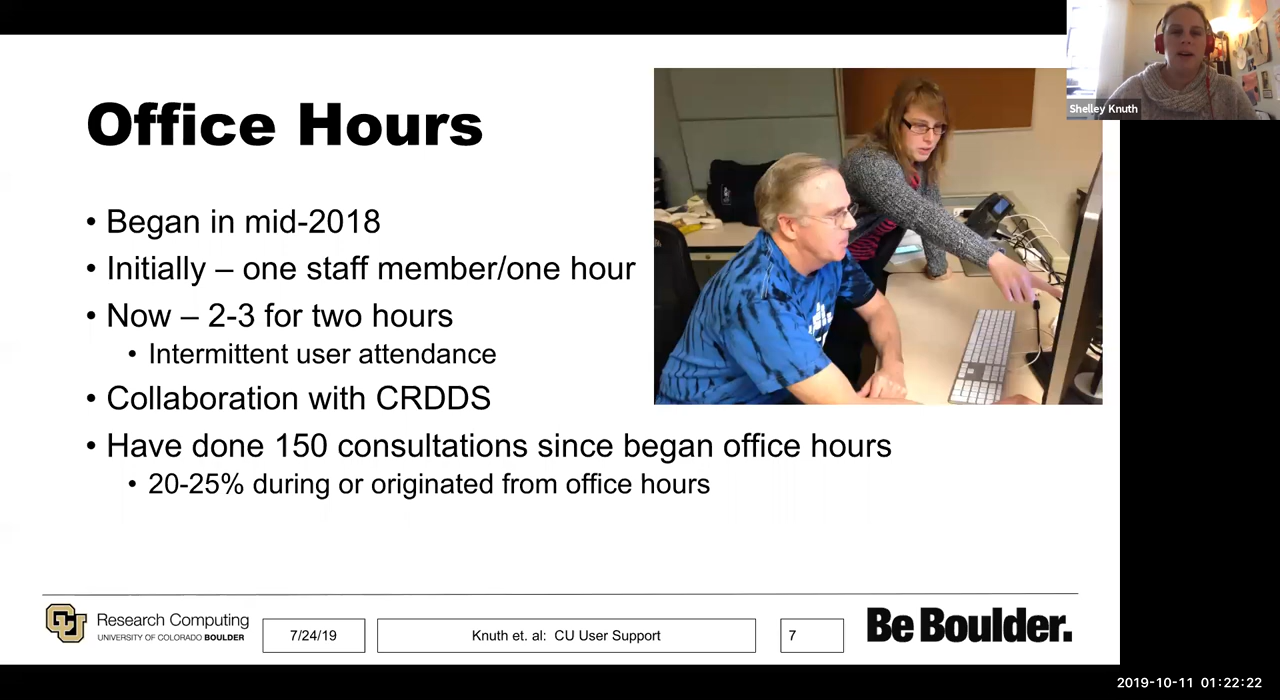 Shelley Knuth
Office Hours
• Began in mid-2018
• Initially – one staff member/one hour
• Now – 2-3 for two hours
• Intermittent user attendance
• Collaboration with CRDDS
• Have done 150 consultations since began office hours
• 20-25% during or originated from office hours
CU
Research Computing
UNIVERSITY OF COLORADO BOULDER
7/24/19
Knuth et. al: CU User Support
7
Be Boulder.
2019-10-11 01:22:22